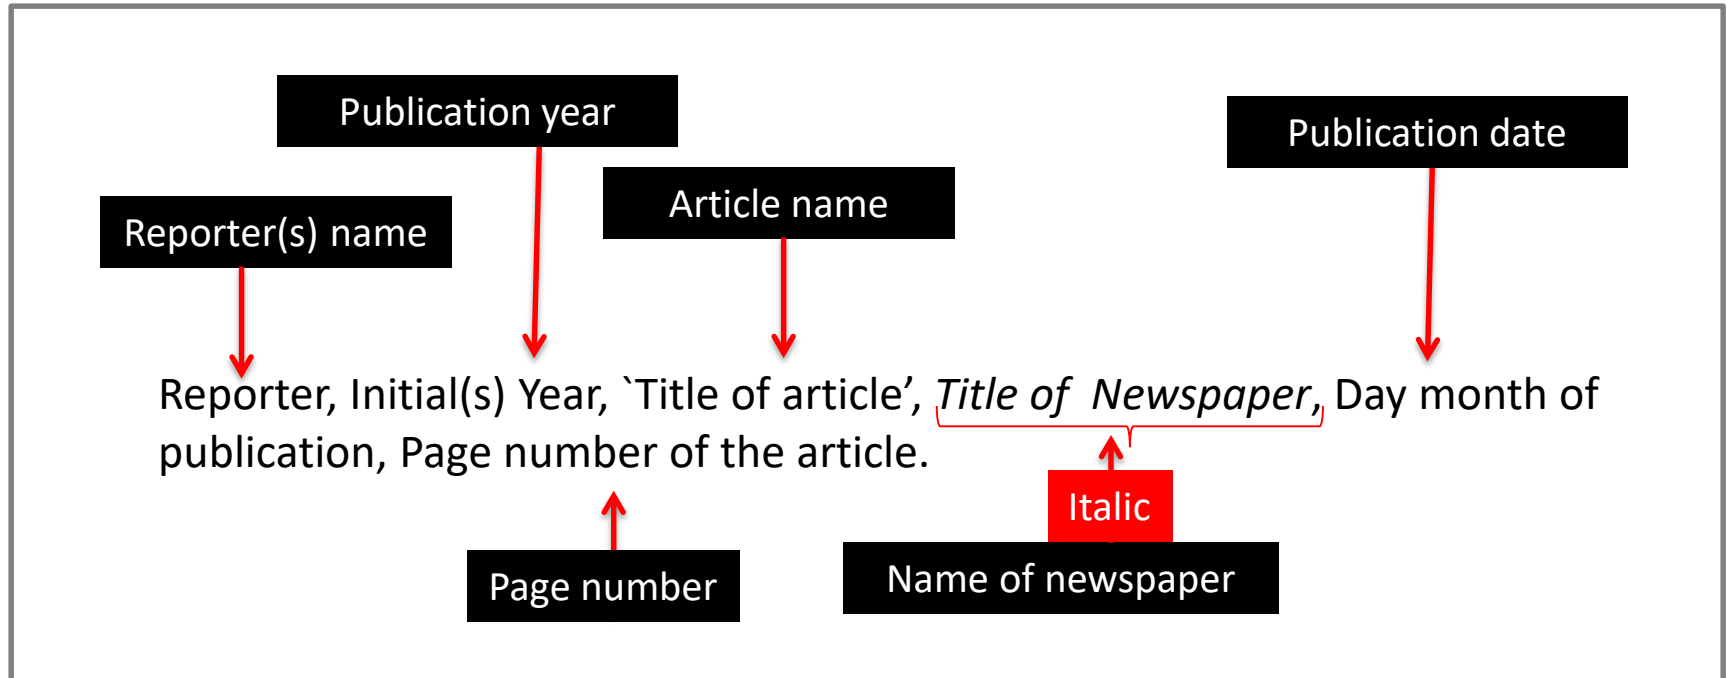 Publication year
Publication date
Article name
Reporter(s) name
Reporter, Initial(s) Year, `Title of article’, Title of  Newspaper, Day month of
publication, Page number of the article.
Italic
Page number
Name of newspaper